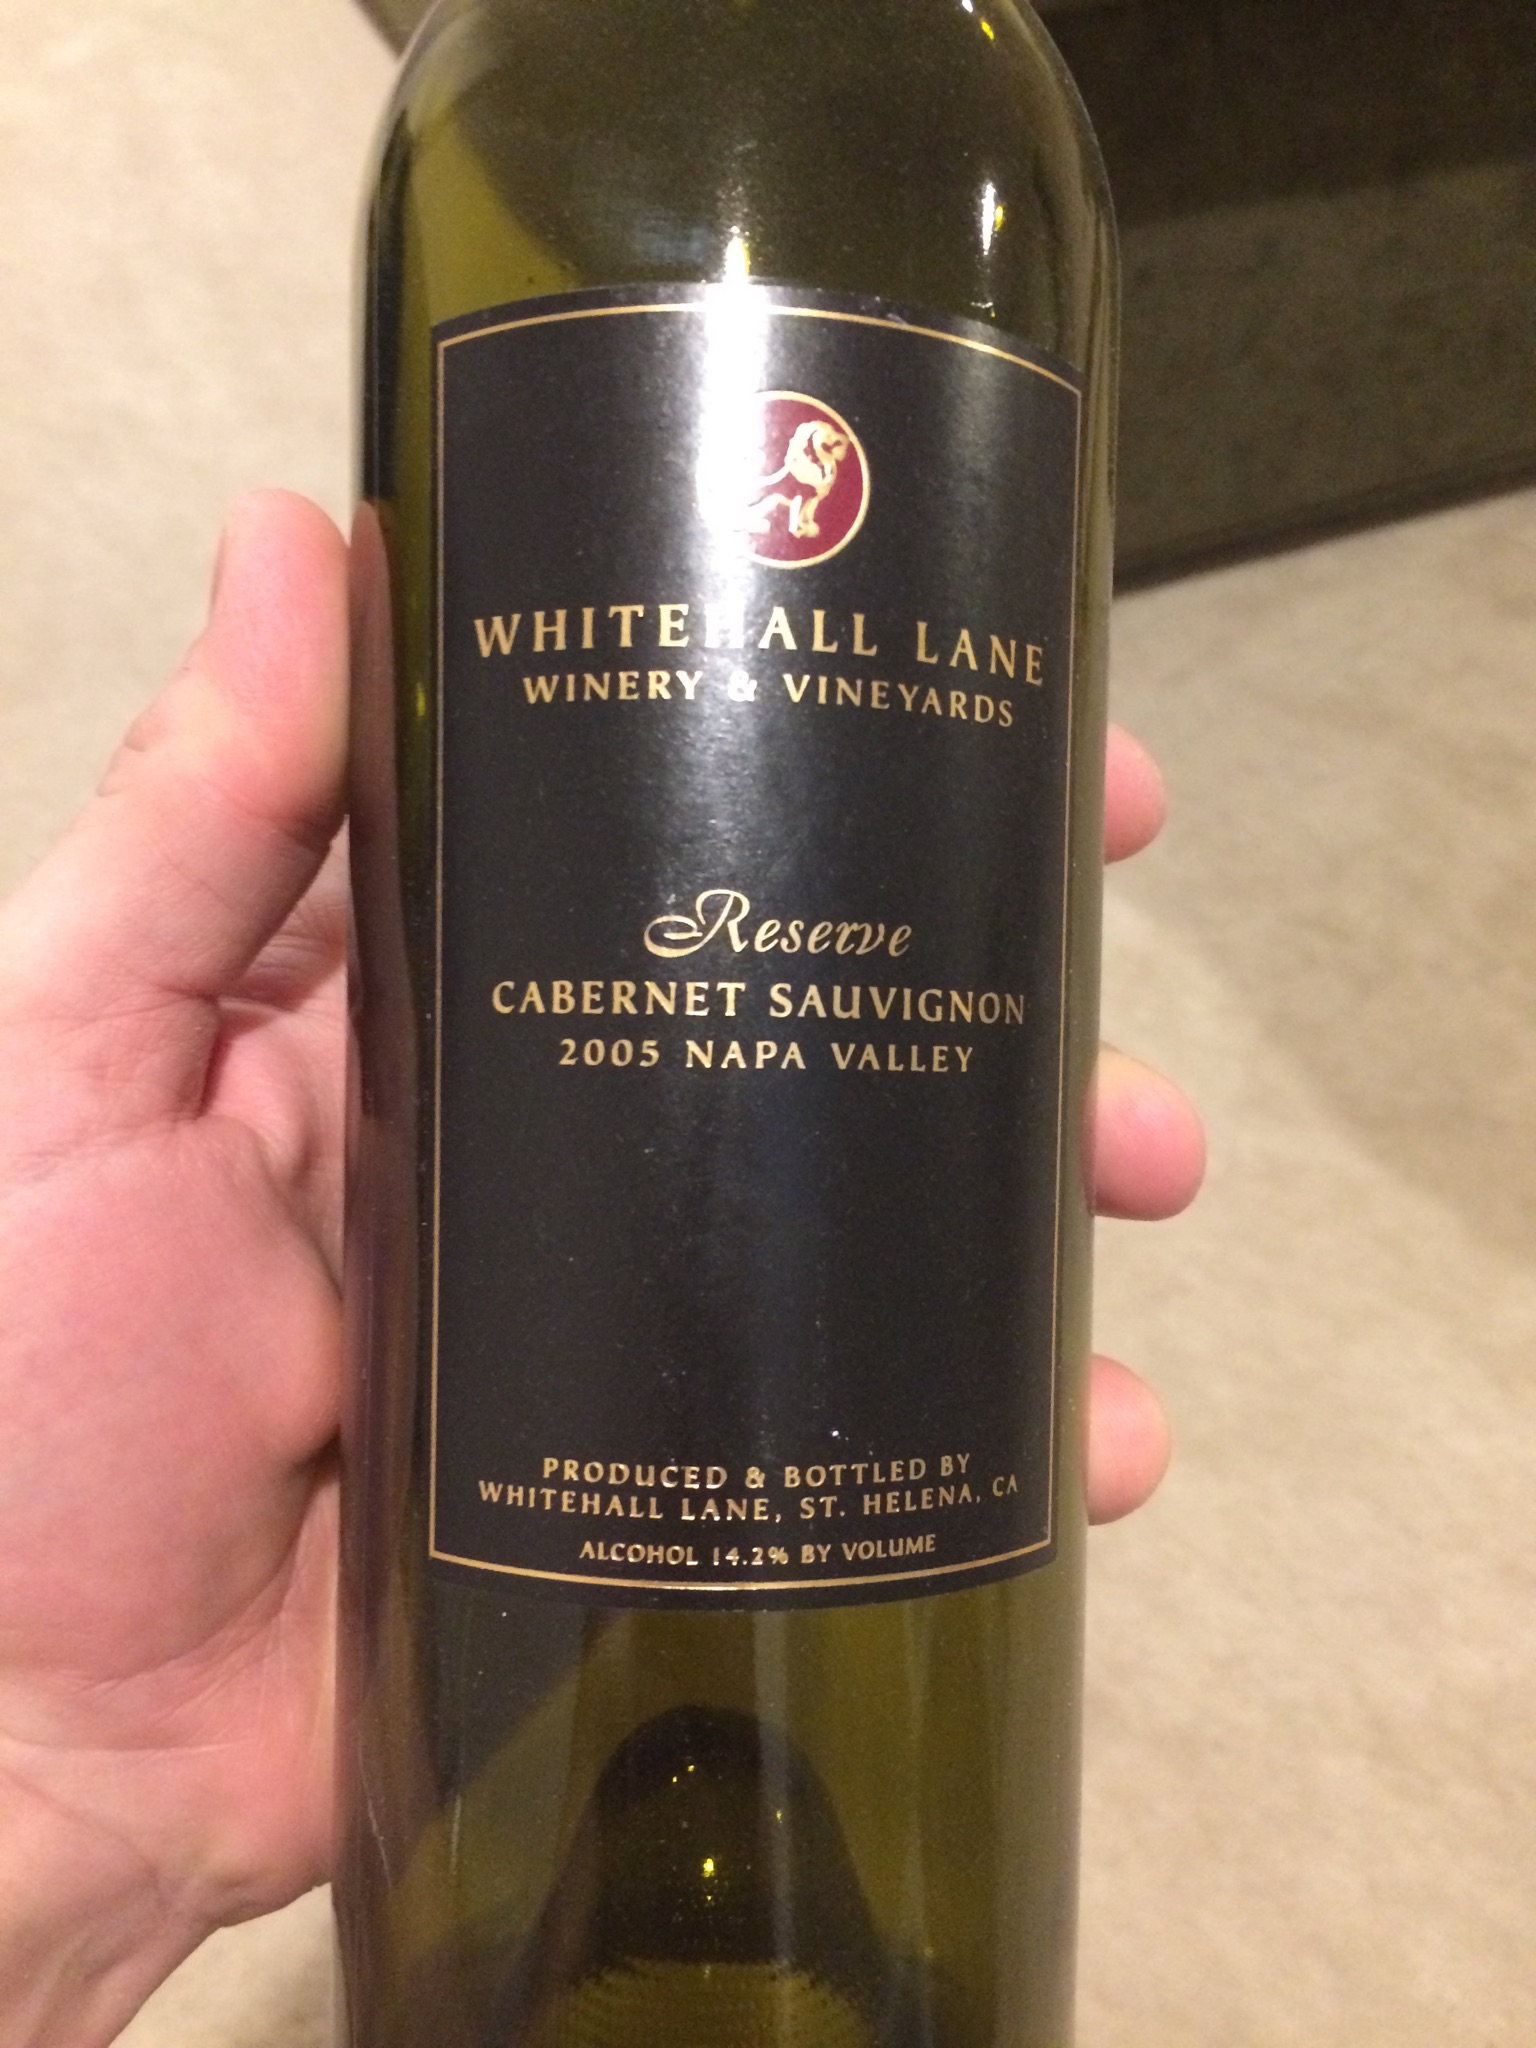 WHITEHALL LANE
WINERY & VINEYARDS
Reserve
CABERNET SAUVIGNON
2005 NAPA VALLEY
PRODUCED & BOTTLED BY
WHITEHALL LANE, ST. HELENA, CA
ALCOHOL 14.2% BY VOLUME